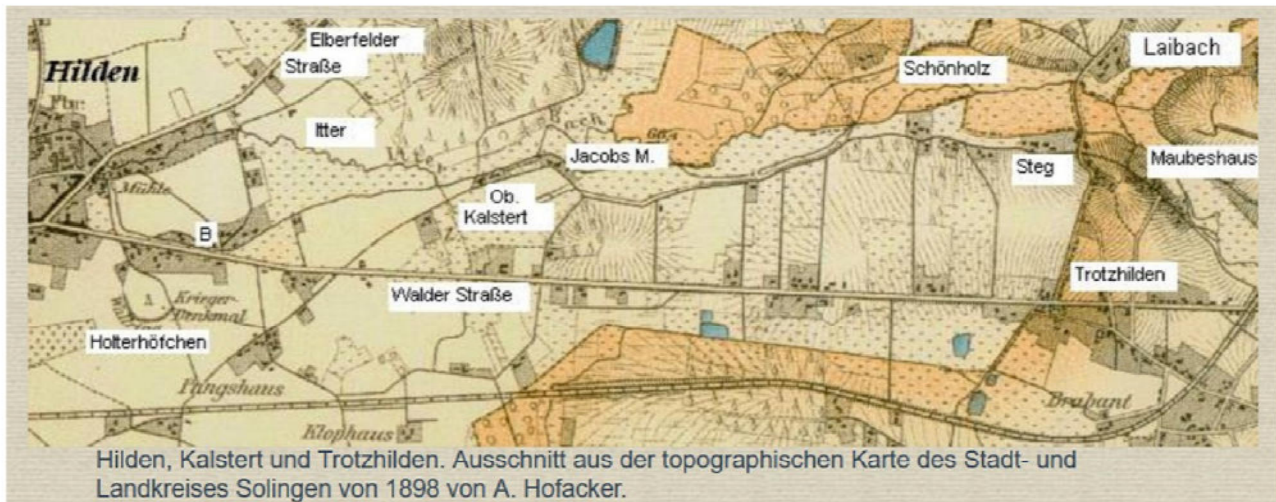 Elberfelder
Straße
Hilden
Laibach
Schönholz
Itter
Bach
Jacobs M.
Steg
Maubeshaus
Mühle
Ob.
Kalstert
B
Trotzhilden
Walder Straße
Krieger-
Denkmal
Holterhöfchen
Pungshaus
Brabant
Klophaus
Hilden, Kalstert und Trotzhilden. Ausschnitt aus der topographischen Karte des Stadt- und
Landkreises Solingen von 1898 von A. Hofacker.